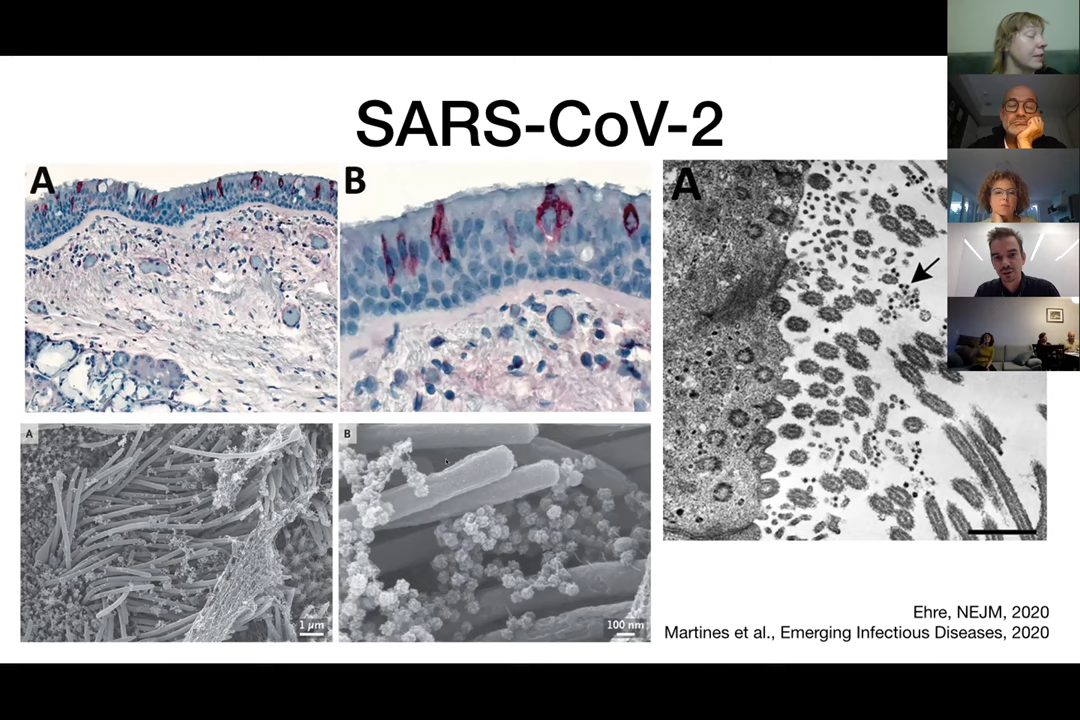 SARS-CoV-2
A
B
A
A
B
1 µm
100 nm
Ehre, NEJM, 2020
Martines et al., Emerging Infectious Diseases, 2020